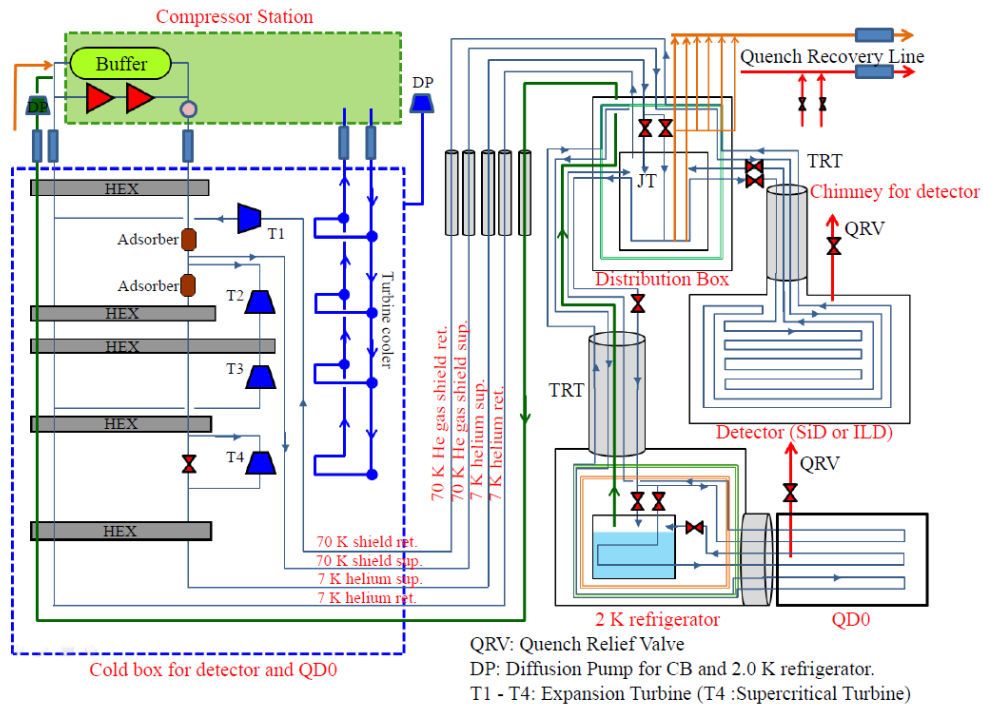 Compressor Station
Buffer
DP
DP
Quench Recovery Line
HEX
T1
Adsorber
Adsorber
T2
HEX
HEX
T3
HEX
T4
HEX
Turbine cooler
70 K He gas shield ret.
70 K He gas shield sup.
7 K helium sup.
7 K helium ret.
70 K shield ret.
70 K shield sup.
7 K helium sup.
7 K helium ret.
Cold box for detector and QD0
JT
Distribution Box
TRT
Chimney for detector
QRV
TRT
Detector (SiD or ILD)
QRV
2 K refrigerator
QD0
QRV: Quench Relief Valve
DP: Diffusion Pump for CB and 2.0 K refrigerator.
T1 - T4: Expansion Turbine (T4 :Supercritical Turbine)